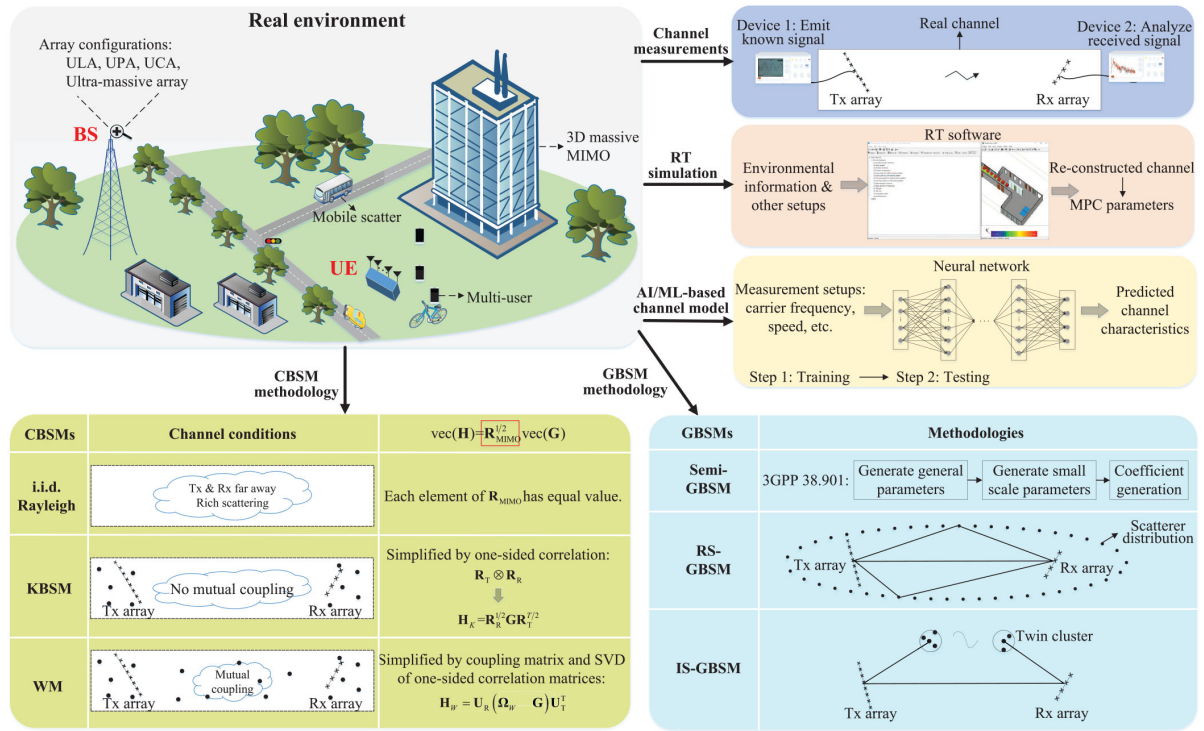 Real environment
Array configurations:
ULA, UPA, UCA,
Ultra-massive array
BS
3D massive
MIMO
Mobile scatter
UE
Multi-user
Channel
measurements
Device 1: Emit
known signal
Real channel
Device 2: Analyze
received signal
Tx array
Rx array
RT
simulation
RT software
Environmental
information &
other setups
Re-constructed channel
MPC parameters
AI/ML-based
channel model
Neural network
Measurement setups:
carrier frequency,
speed, etc.
Predicted
channel
characteristics
Step 1: Training
Step 2: Testing
CBSM
methodology
GBSM
methodology
CBSMs
Channel conditions
vec(H)=R_MIMO^{1/2} vec(G)
i.i.d.
Rayleigh
Tx & Rx far away
Rich scattering
Each element of R_MIMO has equal value.
KBSM
No mutual coupling
Tx array
Rx array
Simplified by one-sided correlation:
R_T ⊗ R_R
H_K=R_R^{1/2}GR_T^{T/2}
WM
Mutual
coupling
Tx array
Rx array
Simplified by coupling matrix and SVD
of one-sided correlation matrices:
H_W = U_R (Ω_W   G) U_T^T
GBSMs
Methodologies
Semi-
GBSM
3GPP 38.901:
Generate general
parameters
Generate small
scale parameters
Coefficient
generation
RS-
GBSM
Tx array
Rx array
Scatterer
distribution
IS-GBSM
Twin cluster
Tx array
Rx array